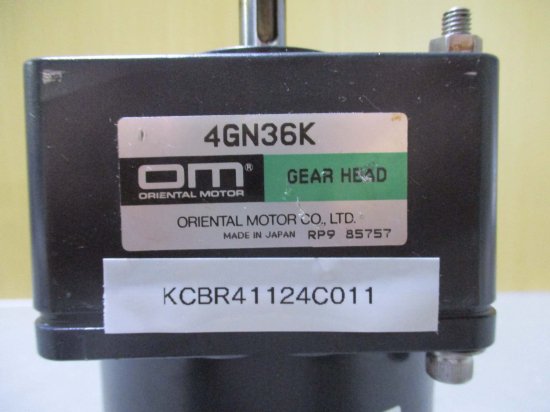 4GN36K
om®
ORIENTAL MOTOR
GEAR HEAD
ORIENTAL MOTOR CO., LTD.
MADE IN JAPAN RP9 85757
KCBR41124C011